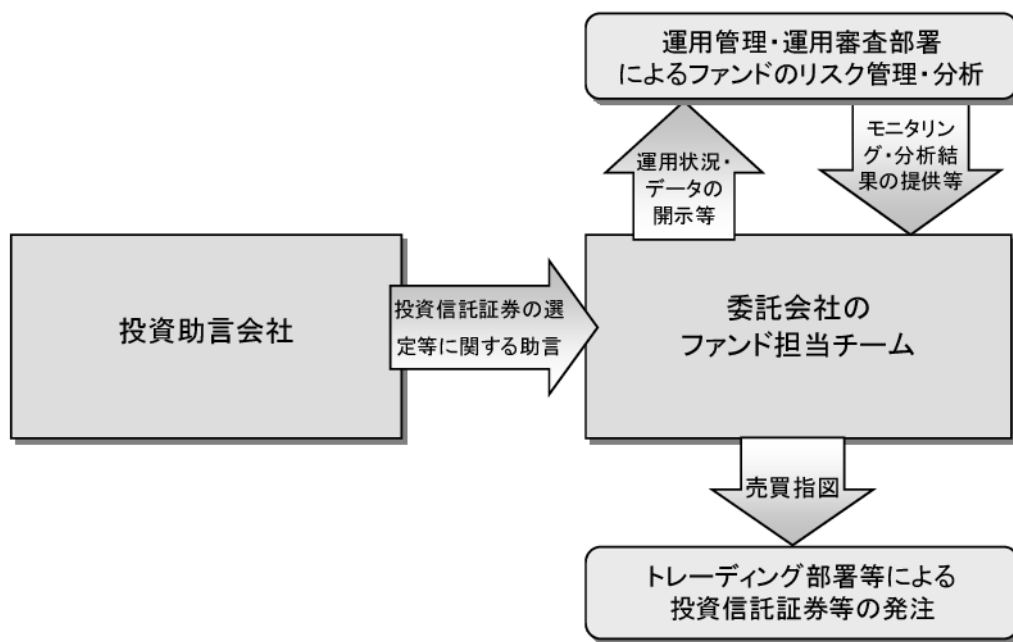 運用管理・運用審査部署
によるファンドのリスク管理・分析
運用状況・
データの
開示等
モニタリン
グ・分析結
果の提供等
投資助言会社
投資信託証券の選
定等に関する助言
委託会社の
ファンド担当チーム
売買指図
トレーディング部署等による
投資信託証券等の発注